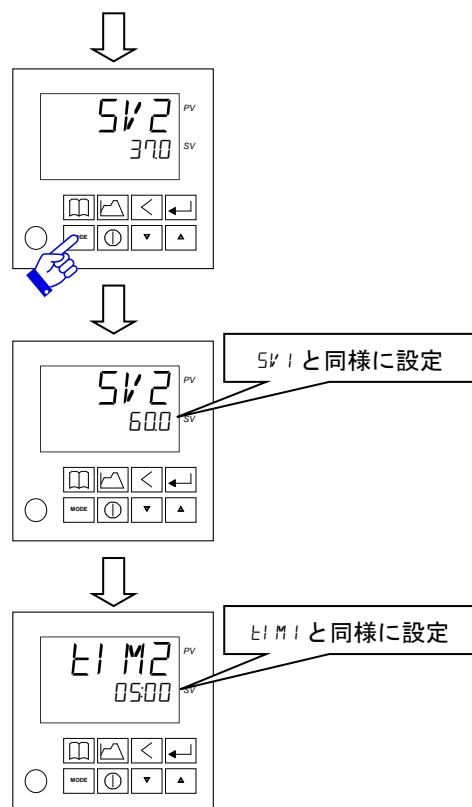 SV2 PV
37.0 SV
MODE
SV2 PV
60.0 SV
SV1と同様に設定
MODE
tIM2 PV
05:00 SV
tIM1と同様に設定
MODE